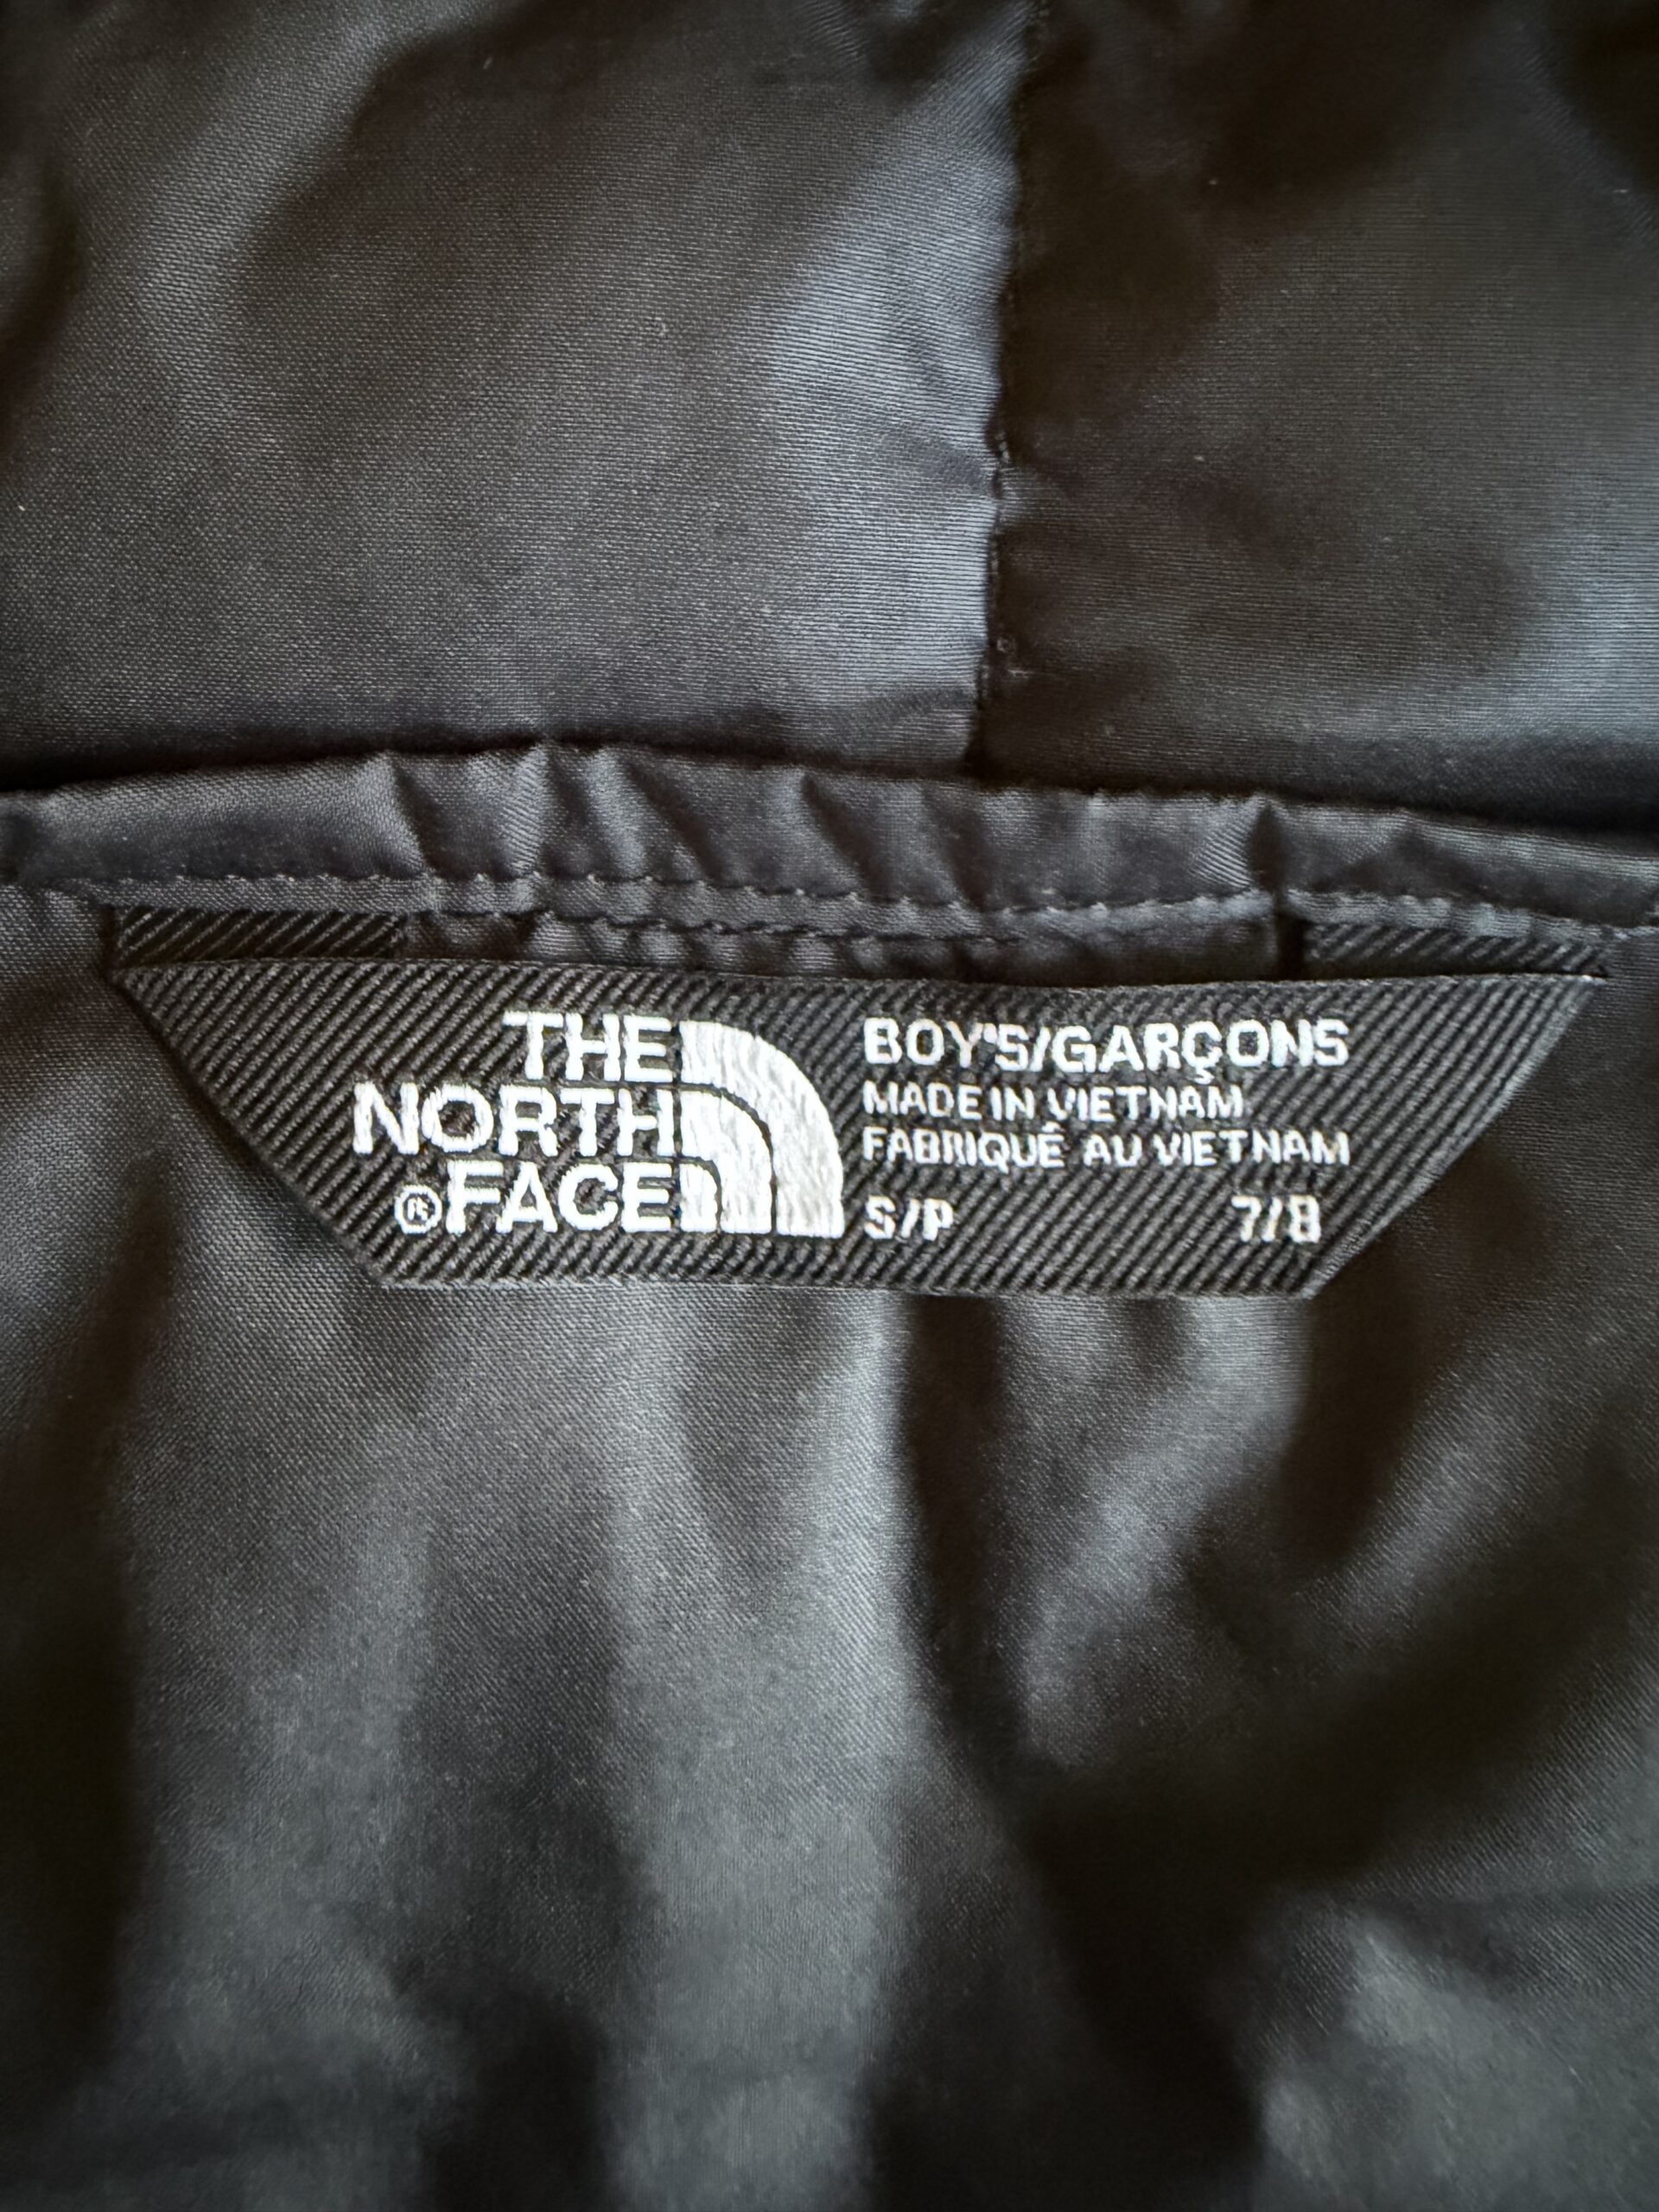 THE
NORTH
®FACE
BOY'S/GARÇONS
MADE IN VIETNAM
FABRIQUÉ AU VIETNAM
S/P 7/8